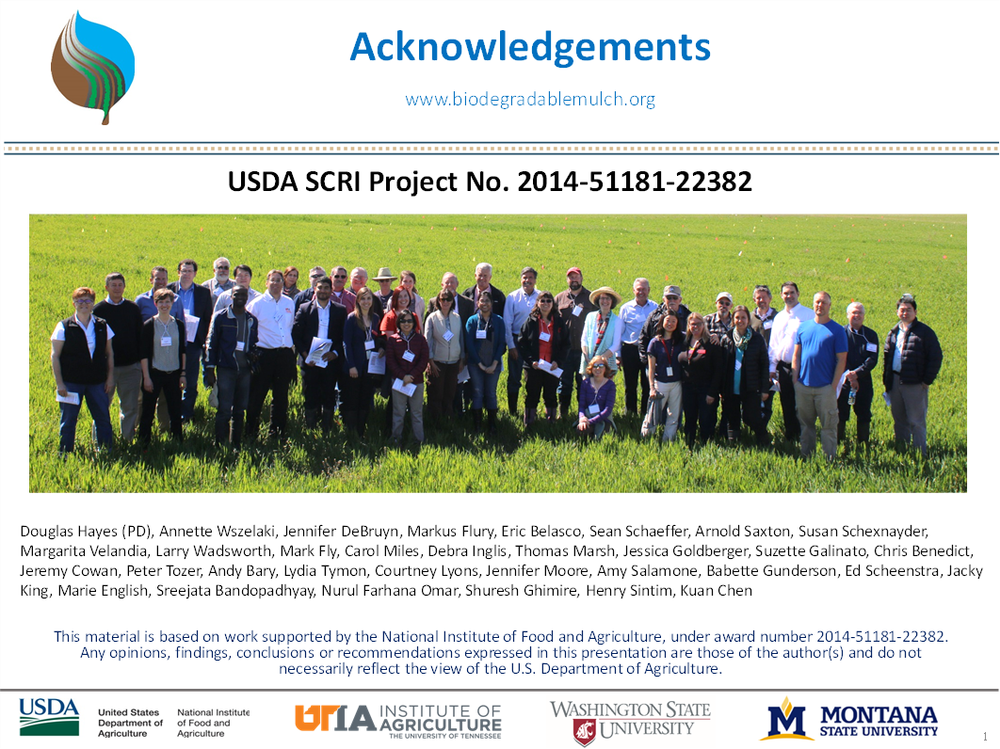 Acknowledgements
www.biodegradablemulch.org
USDA SCRI Project No. 2014-51181-22382
Douglas Hayes (PD), Annette Wszelaki, Jennifer DeBruyn, Markus Flury, Eric Belasco, Sean Schaeffer, Arnold Saxton, Susan Schexnayder,
Margarita Velandia, Larry Wadsworth, Mark Fly, Carol Miles, Debra Inglis, Thomas Marsh, Jessica Goldberger, Suzette Galinato, Chris Benedict,
Jeremy Cowan, Peter Tozer, Andy Bary, Lydia Tymon, Courtney Lyons, Jennifer Moore, Amy Salamone, Babette Gunderson, Ed Scheenstra, Jacky
King, Marie English, Sreejata Bandopadhyay, Nurul Farhana Omar, Shuresh Ghimire, Henry Sintim, Kuan Chen
This material is based on work supported by the National Institute of Food and Agriculture, under award number 2014-51181-22382.
Any opinions, findings, conclusions or recommendations expressed in this presentation are those of the author(s) and do not
necessarily reflect the view of the U.S. Department of Agriculture.
USDA
United States
Department of
Agriculture
National Institute
of Food and
Agriculture
UTIA INSTITUTE OF
AGRICULTURE
THE UNIVERSITY OF TENNESSEE
WASHINGTON STATE
UNIVERSITY
M MONTANA
STATE UNIVERSITY
1